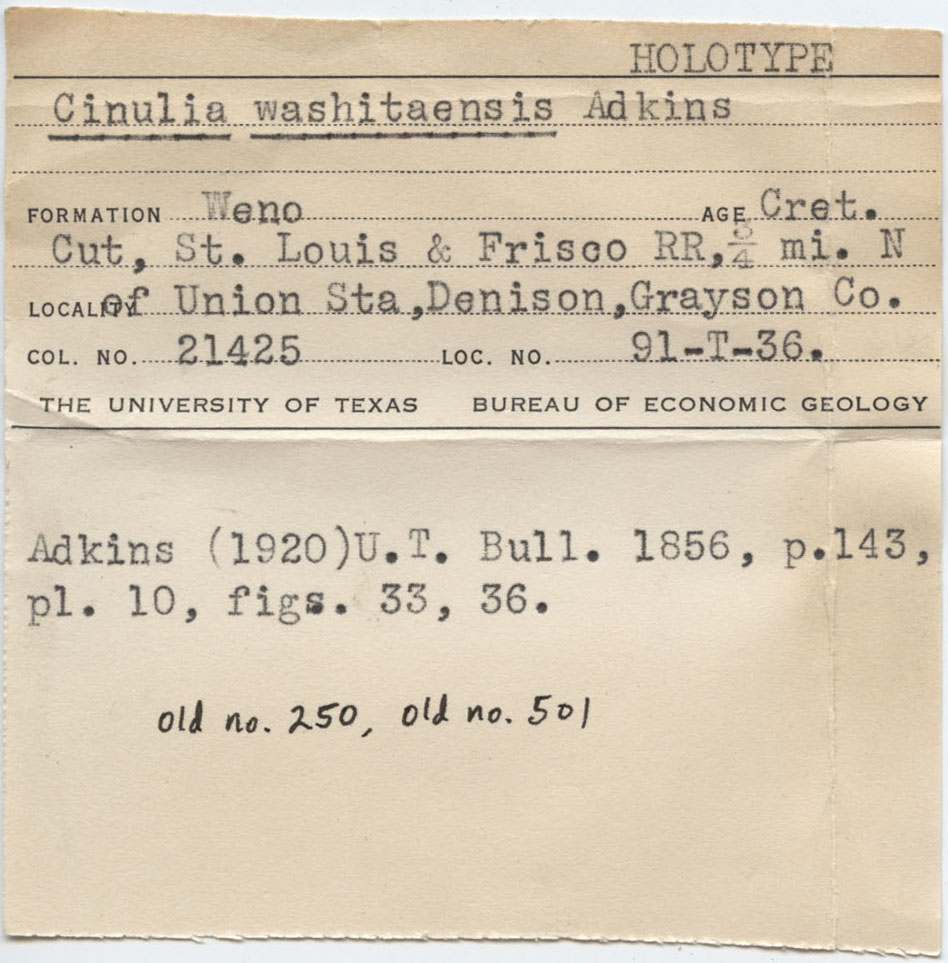 HOLOTYPE
Cinulia washitaensis Adkins
FORMATION Weno AGE Cret.
Cut, St. Louis & Frisco RR, 3/4 mi. N
LOCALITY of Union Sta,Denison,Grayson Co.
COL. NO. 21425 LOC. NO. 91-T-36.
THE UNIVERSITY OF TEXAS BUREAU OF ECONOMIC GEOLOGY
Adkins (1920)U.T. Bull. 1856, p.143,
pl. 10, figs. 33, 36.
old no. 250, old no. 501